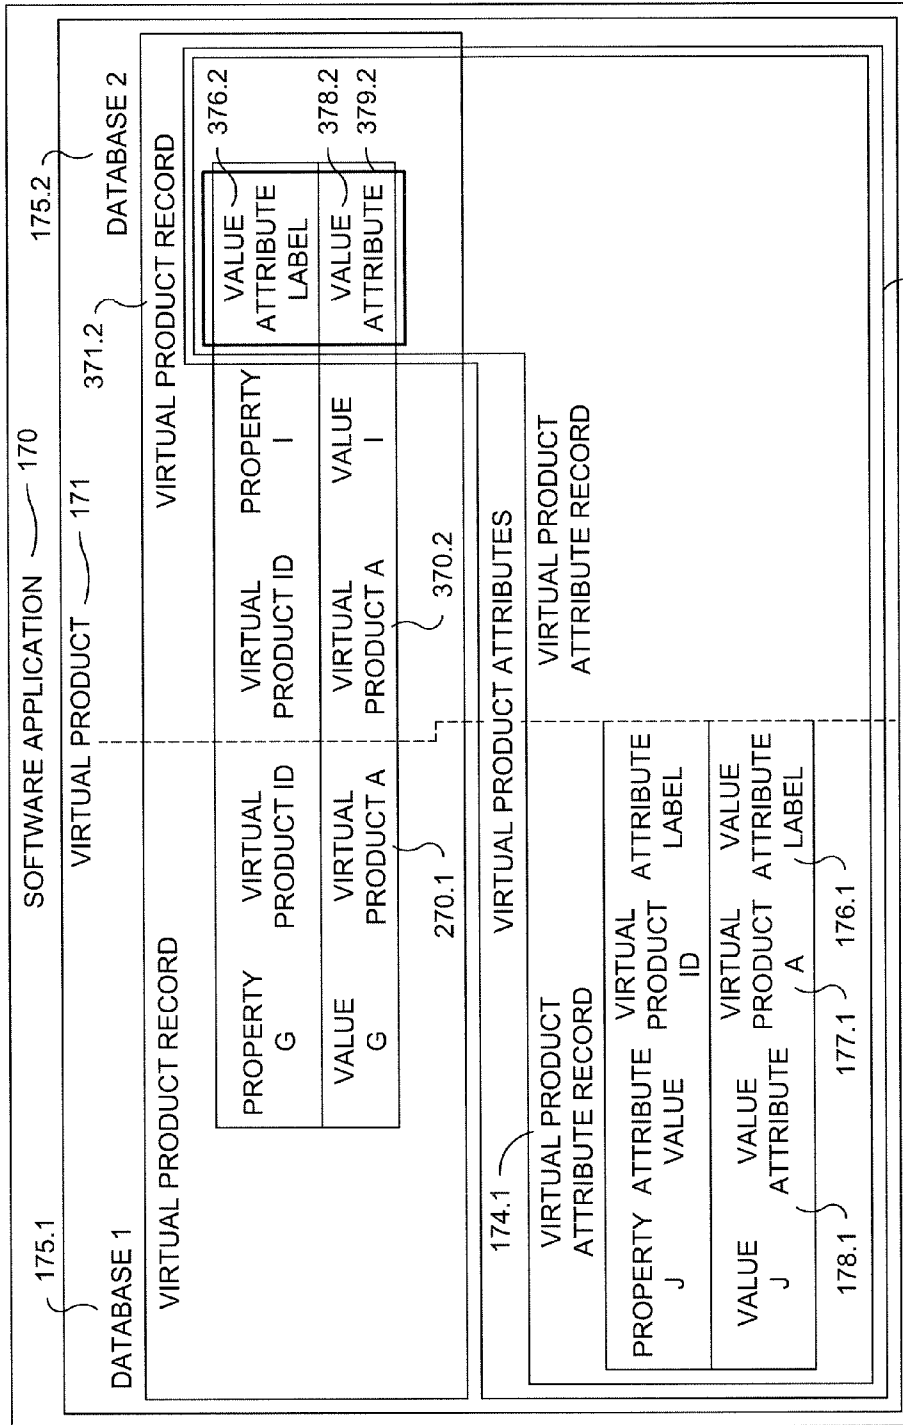 SOFTWARE APPLICATION 170
VIRTUAL PRODUCT 171
175.1
175.2
DATABASE 1
DATABASE 2
371.2
VIRTUAL PRODUCT RECORD
VIRTUAL PRODUCT RECORD
PROPERTY
G
VIRTUAL
PRODUCT ID
VIRTUAL
PRODUCT ID
PROPERTY
I
VALUE
ATTRIBUTE
LABEL
376.2
VALUE
G
VIRTUAL
PRODUCT A
VIRTUAL
PRODUCT A
VALUE
I
VALUE
ATTRIBUTE
378.2
379.2
270.1
370.2
VIRTUAL PRODUCT ATTRIBUTES
174.1
VIRTUAL PRODUCT
ATTRIBUTE RECORD
VIRTUAL PRODUCT
ATTRIBUTE RECORD
PROPERTY
J
ATTRIBUTE
VALUE
VIRTUAL
PRODUCT
ID
ATTRIBUTE
LABEL
VALUE
J
VALUE
ATTRIBUTE
VIRTUAL
PRODUCT
A
VALUE
ATTRIBUTE
LABEL
178.1
177.1
176.1